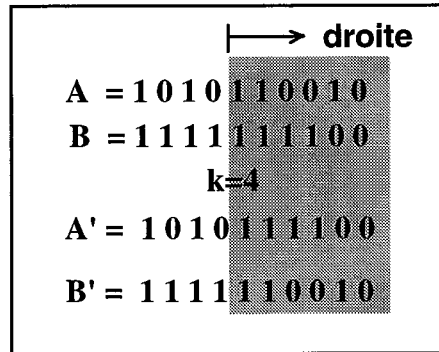 droite
A = 1 0 1 0 1 1 0 0 1 0
B = 1 1 1 1 1 1 1 1 0 0
k=4
A' = 1 0 1 0 1 1 1 1 0 0
B' = 1 1 1 1 1 1 0 0 1 0